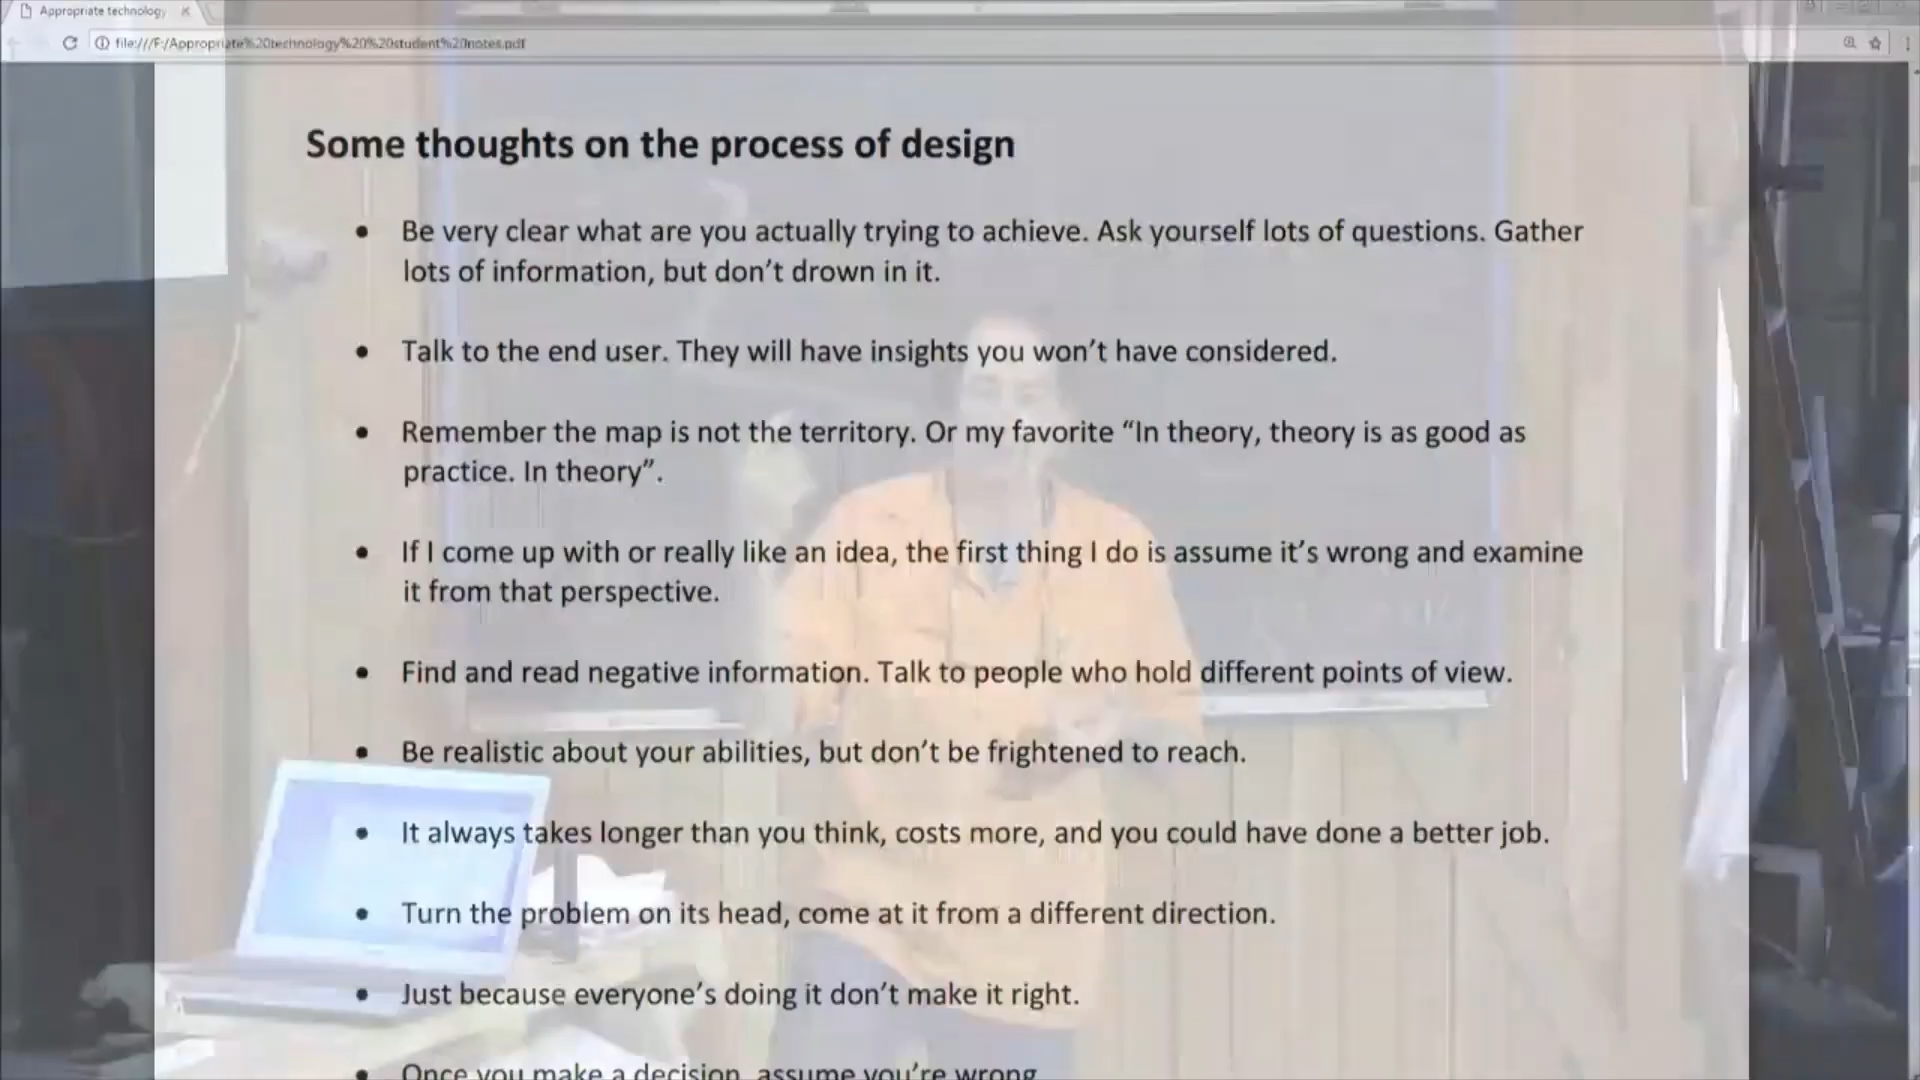 Appropriate technology
file:///F:/Appropriate%20technology%20%20student%20notes.pdf
Some thoughts on the process of design
• Be very clear what are you actually trying to achieve. Ask yourself lots of questions. Gather
lots of information, but don’t drown in it.
• Talk to the end user. They will have insights you won’t have considered.
• Remember the map is not the territory. Or my favorite “In theory, theory is as good as
practice. In theory”.
• If I come up with or really like an idea, the first thing I do is assume it’s wrong and examine
it from that perspective.
• Find and read negative information. Talk to people who hold different points of view.
• Be realistic about your abilities, but don’t be frightened to reach.
• It always takes longer than you think, costs more, and you could have done a better job.
• Turn the problem on its head, come at it from a different direction.
• Just because everyone’s doing it don’t make it right.
• Once you make a decision, assume you’re wrong